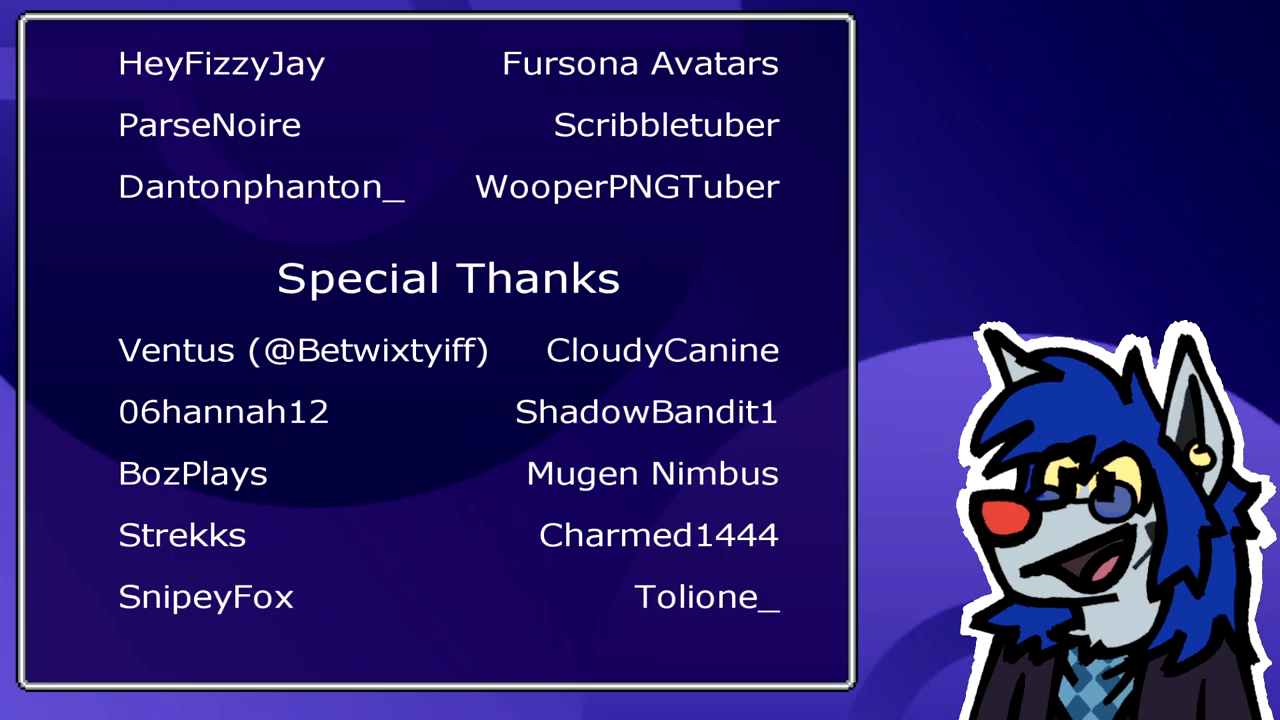 HeyFizzyJay Fursona Avatars
ParseNoire Scribbletuber
Dantonphanton_ WooperPNGTuber
Special Thanks
Ventus (@Betwixtyiff) CloudyCanine
06hannah12 ShadowBandit1
BozPlays Mugen Nimbus
Strekks Charmed1444
SnipeyFox Tolione_